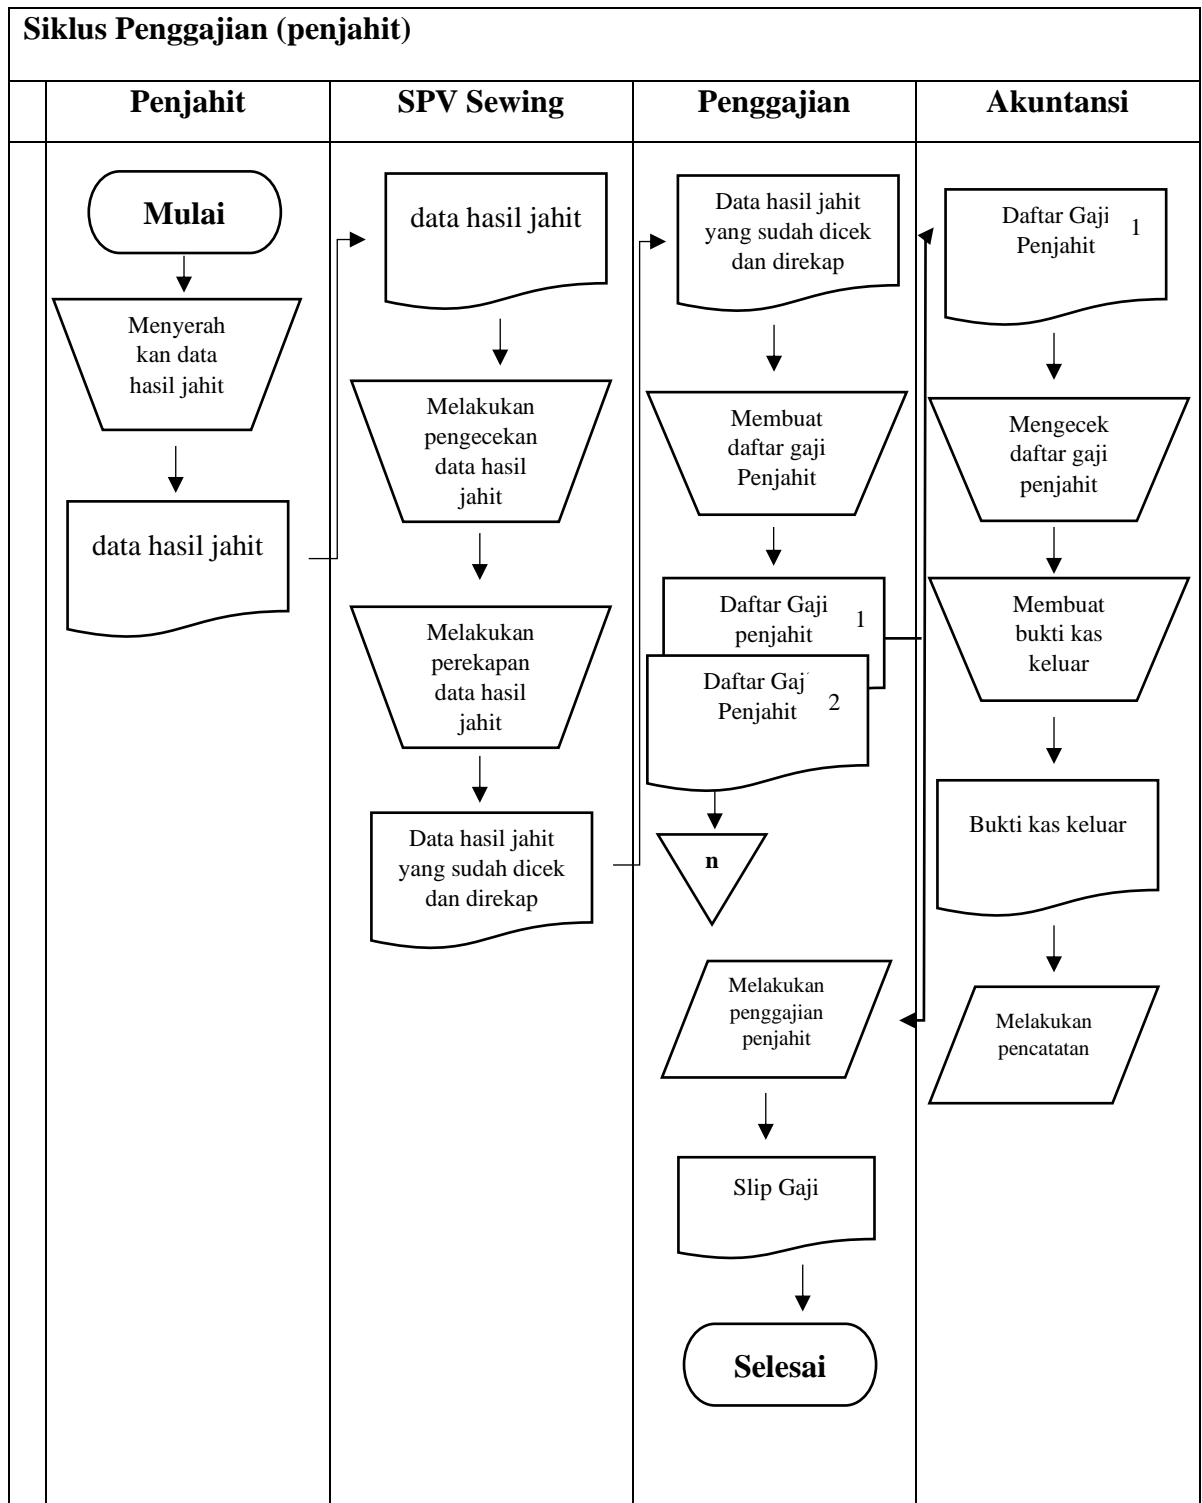 Siklus Penggajian (penjahit)
Penjahit
SPV Sewing
Penggajian
Akuntansi
Mulai
Menyerah
kan data
hasil jahit
data hasil jahit
data hasil jahit
Melakukan
pengecekan
data hasil
jahit
Melakukan
perekapan
data hasil
jahit
Data hasil jahit
yang sudah dicek
dan direkap
Data hasil jahit
yang sudah dicek
dan direkap
Membuat
daftar gaji
Penjahit
Daftar Gaji
penjahit 1
Daftar Gaj
Penjahit 2
n
Melakukan
penggajian
penjahit
Slip Gaji
Selesai
Daftar Gaji
Penjahit 1
Mengecek
daftar gaji
penjahit
Membuat
bukti kas
keluar
Bukti kas keluar
Melakukan
pencatatan